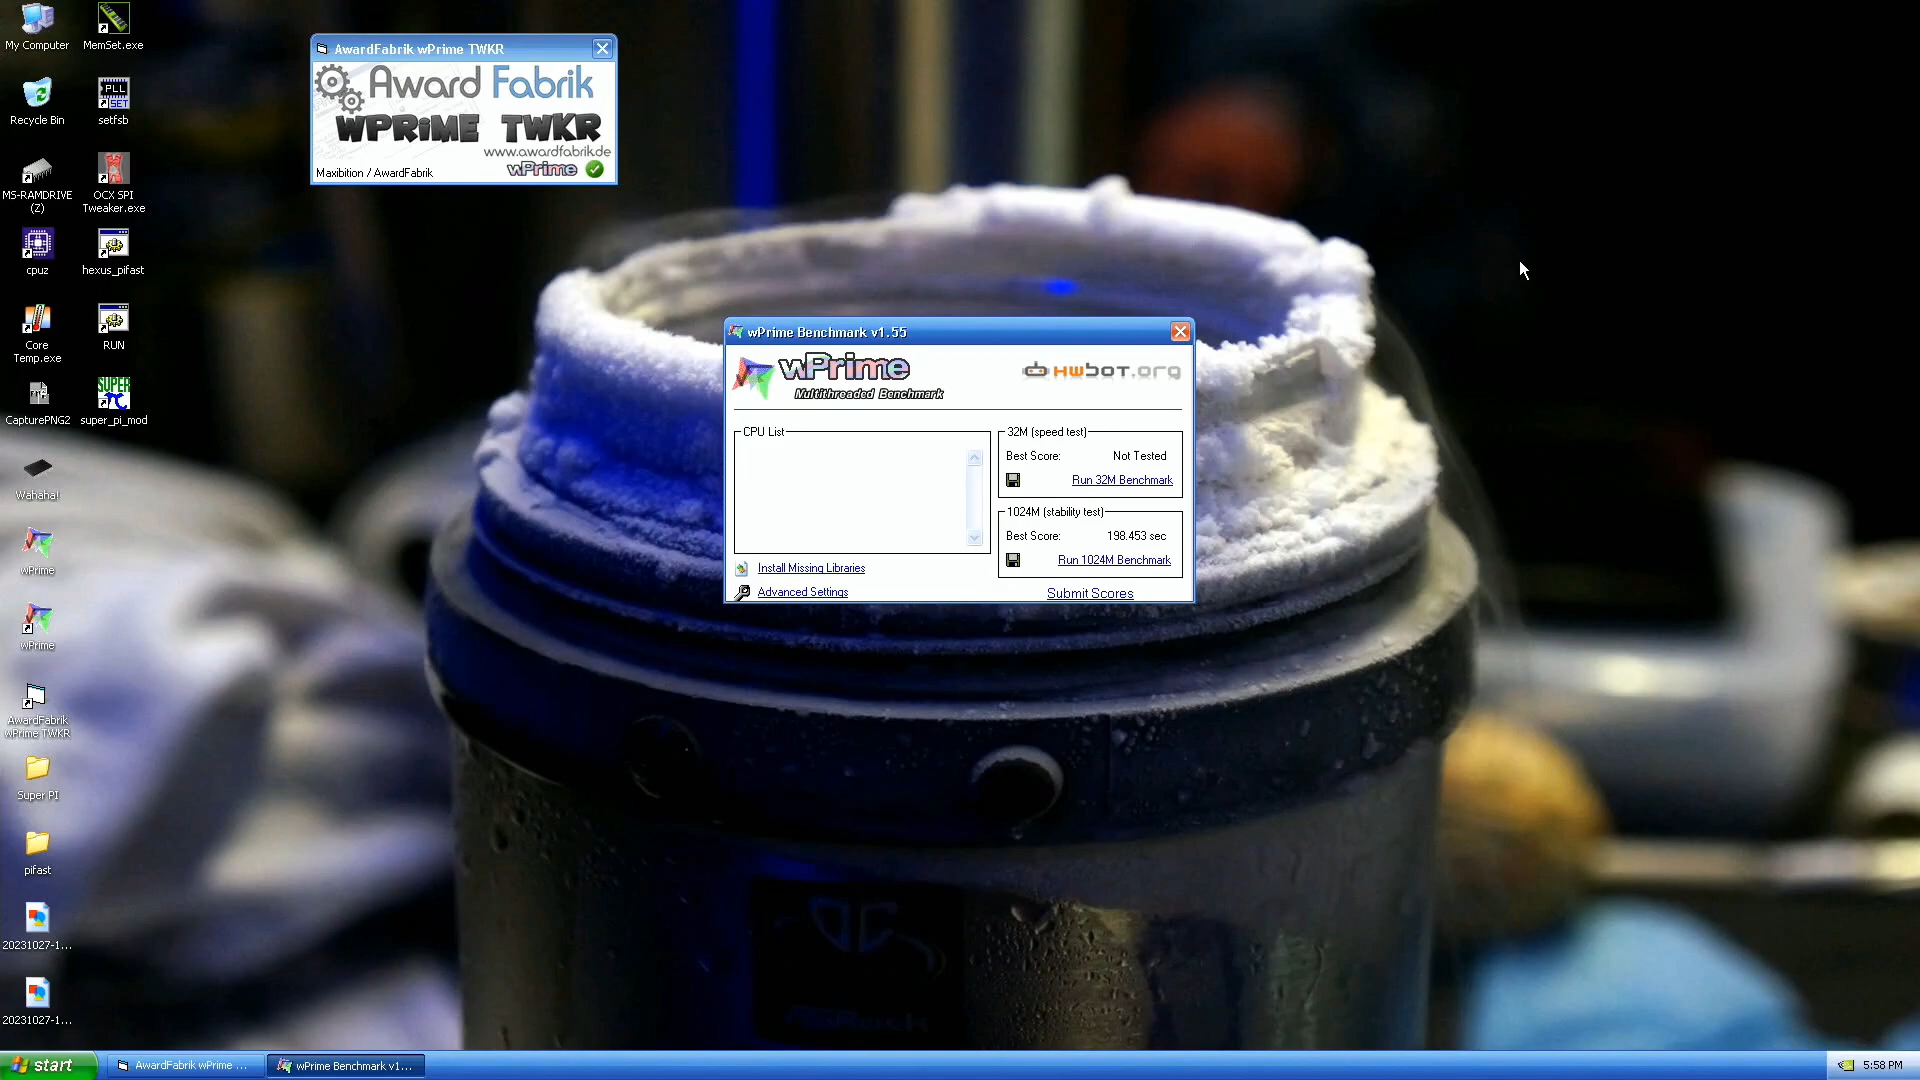 My Computer
MemSet.exe
Recycle Bin
PLL
SET
setfsb
MS-RAMDRIVE
(Z)
OCX SPI
Tweaker.exe
cpuz
hexus_pifast
Core
Temp.exe
RUN
CapturePNG2
SUPER
super_pi_mod
Wahaha!
wPrime
wPrime
AwardFabrik
wPrime TWKR
Super PI
pifast
20231027-1...
20231027-1...
AwardFabrik wPrime TWKR
Award Fabrik
WPRiME TWKR
www.awardfabrik.de
wPrime
Maxibition / AwardFabrik
wPrime Benchmark v1.55
wPrime
Multithreaded Benchmark
HWBOT.org
CPU List
32M (speed test)
Best Score: Not Tested
Run 32M Benchmark
1024M (stability test)
Best Score: 198.453 sec
Run 1024M Benchmark
Install Missing Libraries
Advanced Settings
Submit Scores
ASRock
start
AwardFabrik wPrime ...
wPrime Benchmark v1...
5:58 PM